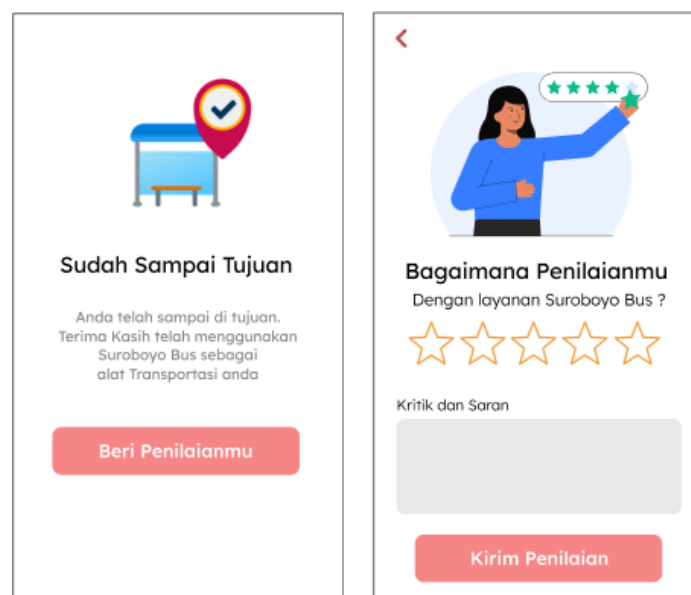 Sudah Sampai Tujuan
Anda telah sampai di tujuan.
Terima Kasih telah menggunakan
Suroboyo Bus sebagai
alat Transportasi anda
Beri Penilaianmu
Bagaimana Penilaianmu
Dengan layanan Suroboyo Bus ?
Kritik dan Saran
Kirim Penilaian